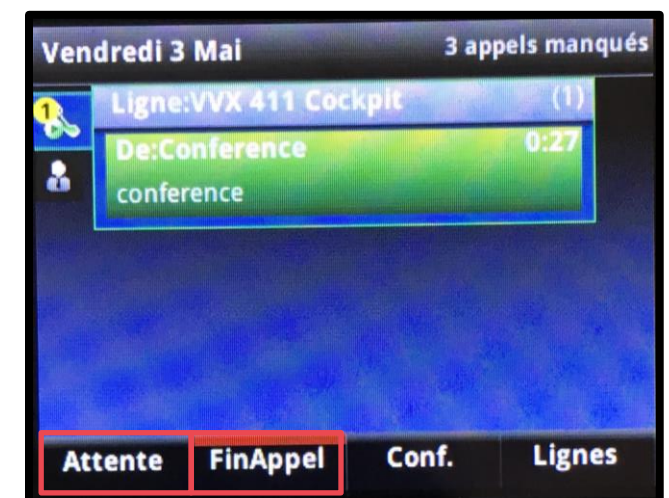 Vendredi 3 Mai 3 appels manqués
1
Ligne:VVX 411 Cockpit (1)
De:Conference 0:27
conference
Attente FinAppel Conf. Lignes